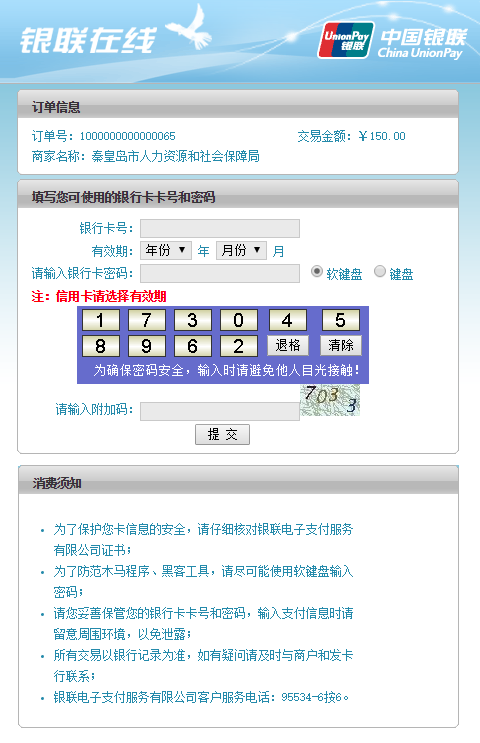 银联在线
UnionPay
银联
中国银联
China UnionPay
订单信息
订单号：1000000000000065 交易金额：￥150.00
商家名称：秦皇岛市人力资源和社会保障局
填写您可使用的银行卡卡号和密码
银行卡号：
有效期：年份 年 月份 月
请输入银行卡密码： 软键盘 键盘
注：信用卡请选择有效期
1 7 3 0 4 5
8 9 6 2 退格 清除
为确保密码安全，输入时请避免他人目光接触！
请输入附加码： 7033
提 交
消费须知
为了保护您卡信息的安全，请仔细核对银联电子支付服务
有限公司证书；
为了防范木马程序、黑客工具，请尽可能使用软键盘输入
密码；
请您妥善保管您的银行卡卡号和密码，输入支付信息时请
留意周围环境，以免泄露；
所有交易以银行记录为准，如有疑问请及时与商户和发卡
行联系；
银联电子支付服务有限公司客户服务电话：95534-6按6。